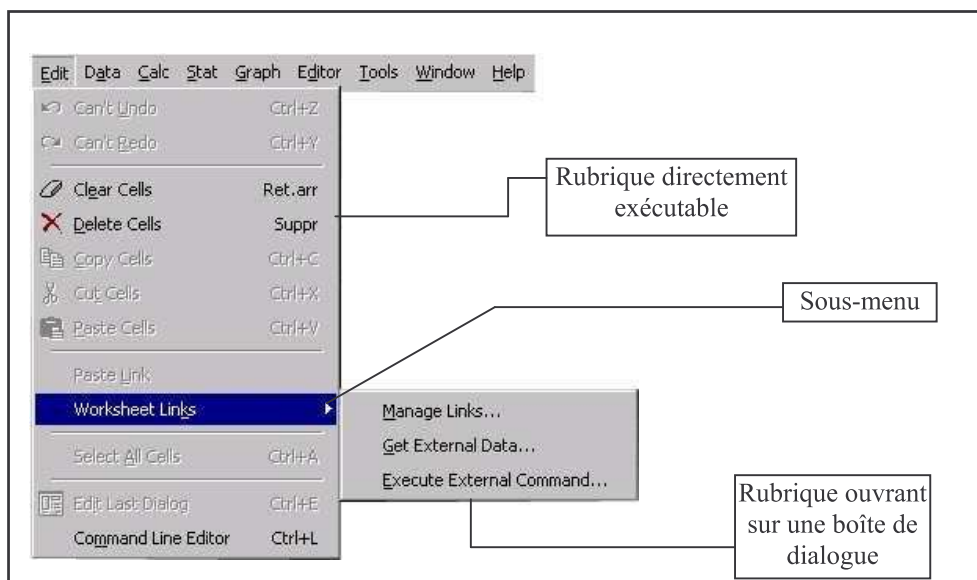 Edit Data Calc Stat Graph Editor Tools Window Help
Can't Undo Ctrl+Z
Can't Redo Ctrl+Y
Clear Cells Ret.arr
Delete Cells Suppr
Copy Cells Ctrl+C
Cut Cells Ctrl+X
Paste Cells Ctrl+V
Paste Link
Worksheet Links
Select All Cells Ctrl+A
Edit Last Dialog Ctrl+E
Command Line Editor Ctrl+L
Manage Links...
Get External Data...
Execute External Command...
Rubrique directement
exécutable
Sous-menu
Rubrique ouvrant
sur une boîte de
dialogue